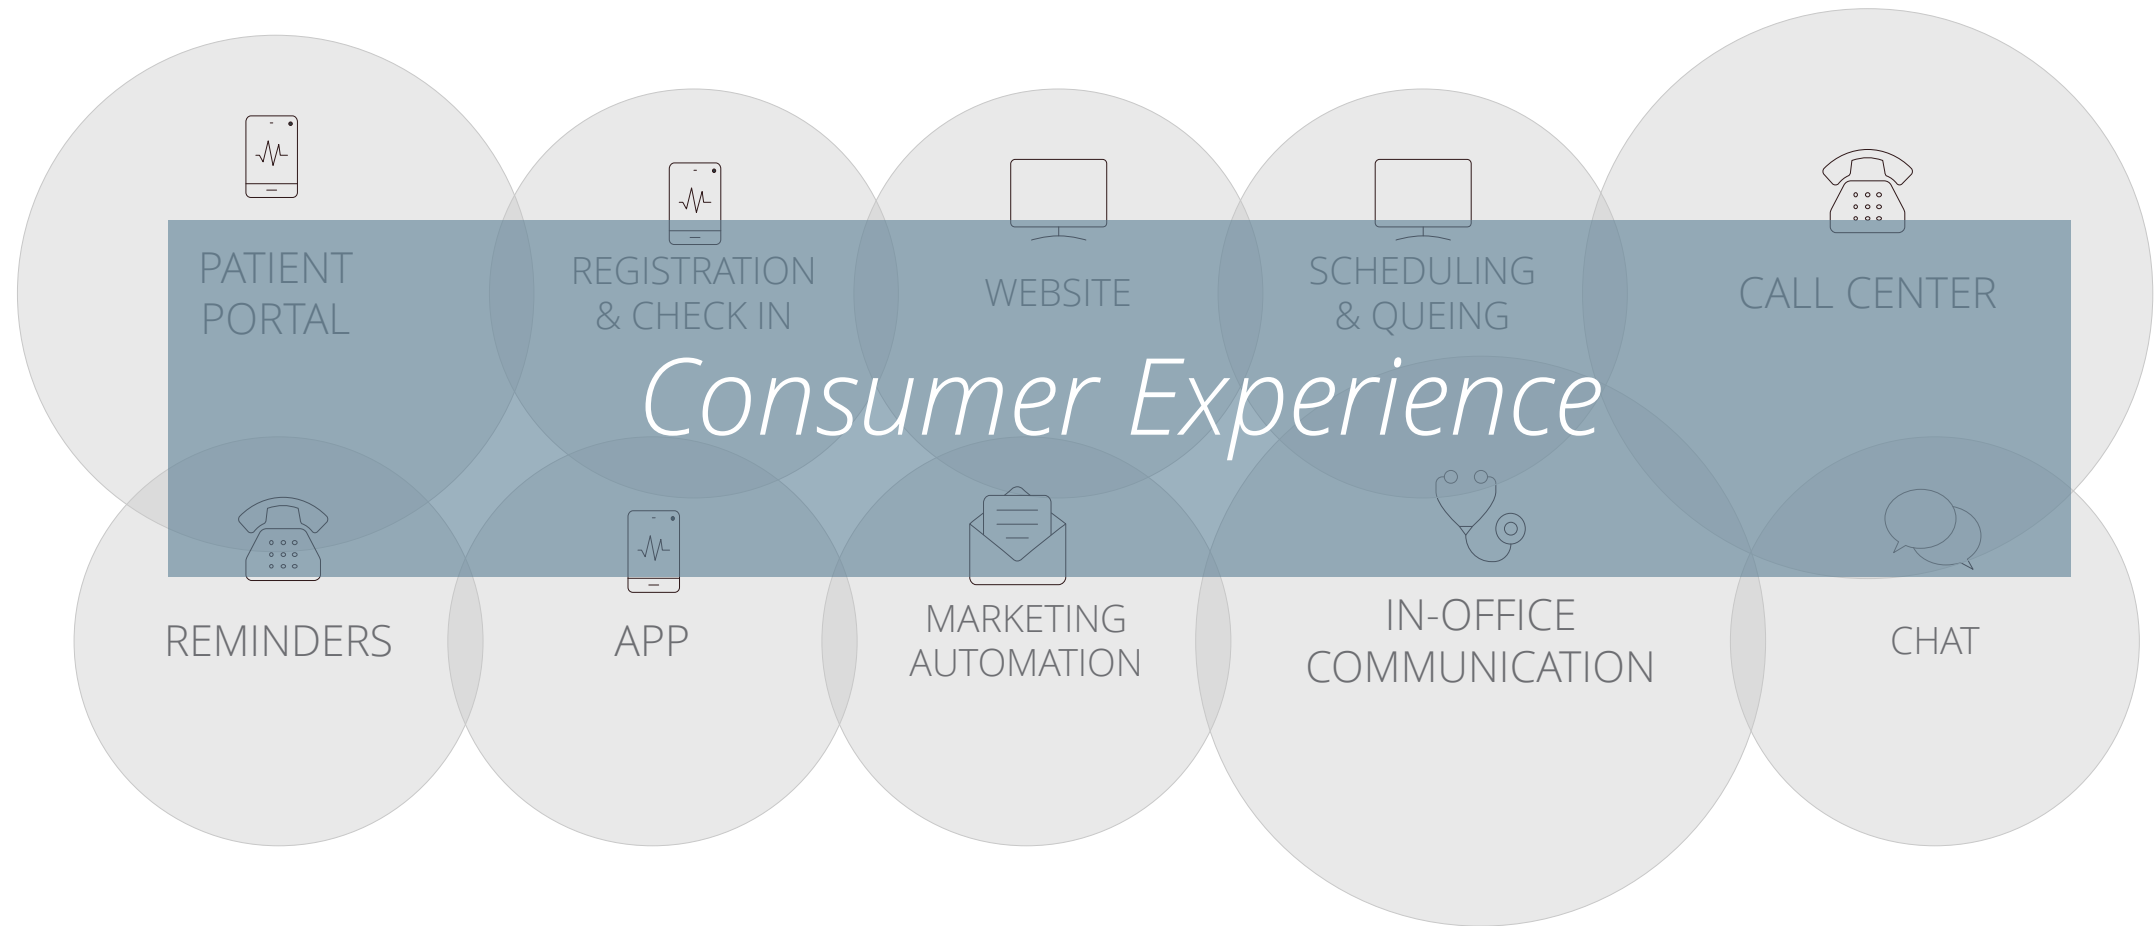 PATIENT
PORTAL
REGISTRATION
& CHECK IN
WEBSITE
SCHEDULING
& QUEING
CALL CENTER
Consumer Experience
REMINDERS
APP
MARKETING
AUTOMATION
IN-OFFICE
COMMUNICATION
CHAT